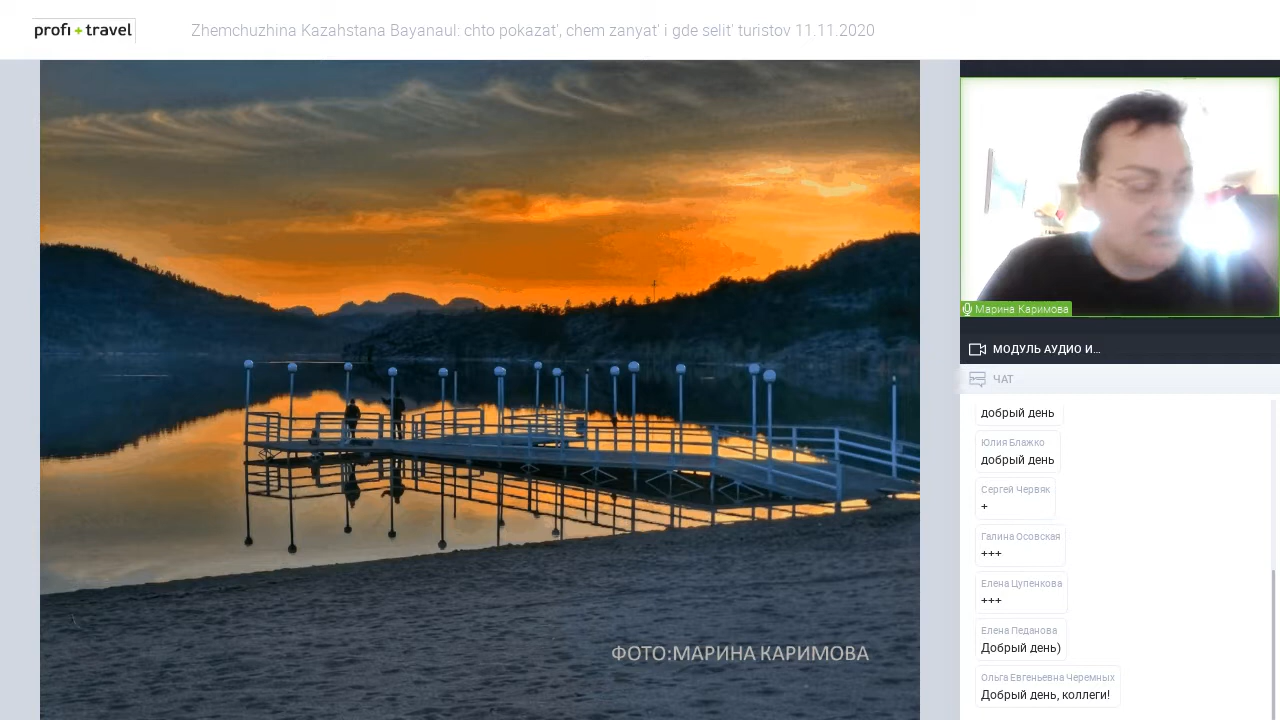 profi + travel
Zhemchuzhina Kazahstana Bayanaul: chto pokazat', chem zanyat' i gde selit' turistov 11.11.2020
Марина Каримова
МОДУЛЬ АУДИО И...
ЧАТ
добрый день
Юлия Блажко
добрый день
Сергей Червяк
+
Галина Осовская
+++
Елена Цупенкова
+++
Елена Педанова
Добрый день)
Ольга Евгеньевна Черемных
Добрый день, коллеги!
ФОТО:МАРИНА КАРИМОВА